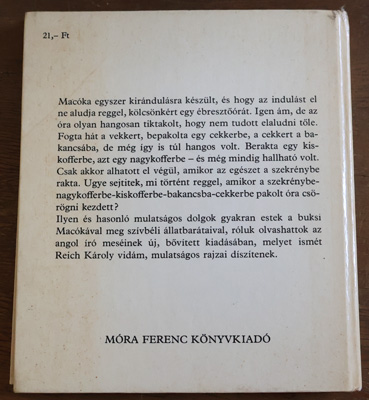 21,– Ft
Macóka egyszer kirándulásra készült, és hogy az indulást el
ne aludja reggel, kölcsönkért egy ébresztőórát. Igen ám, de az
óra olyan hangosan tiktakolt, hogy nem tudott elaludni tőle.
Fogta hát a vekkert, bepakolta egy cekkerbe, a cekkert a ba-
kancsába, de még így is túl hangos volt. Berakta egy kis-
kofferbe, azt egy nagykofferbe – és még mindig hallható volt.
Csak akkor alhatott el végül, amikor az egészet a szekrénybe
rakta. Ugye sejtitek, mi történt reggel, amikor a szekrénybe-
nagykofferbe-kiskofferbe-bakancsba-cekkerbe pakolt óra csö-
rögni kezdett?
Ilyen és hasonló mulatságos dolgok gyakran estek a buksi
Macókával meg szívbéli állatbarátaival, róluk olvashattok az
angol író meséinek új, bővített kiadásában, melyet ismét
Reich Károly vidám, mulatságos rajzai díszítenek.
MÓRA FERENC KÖNYVKIADÓ